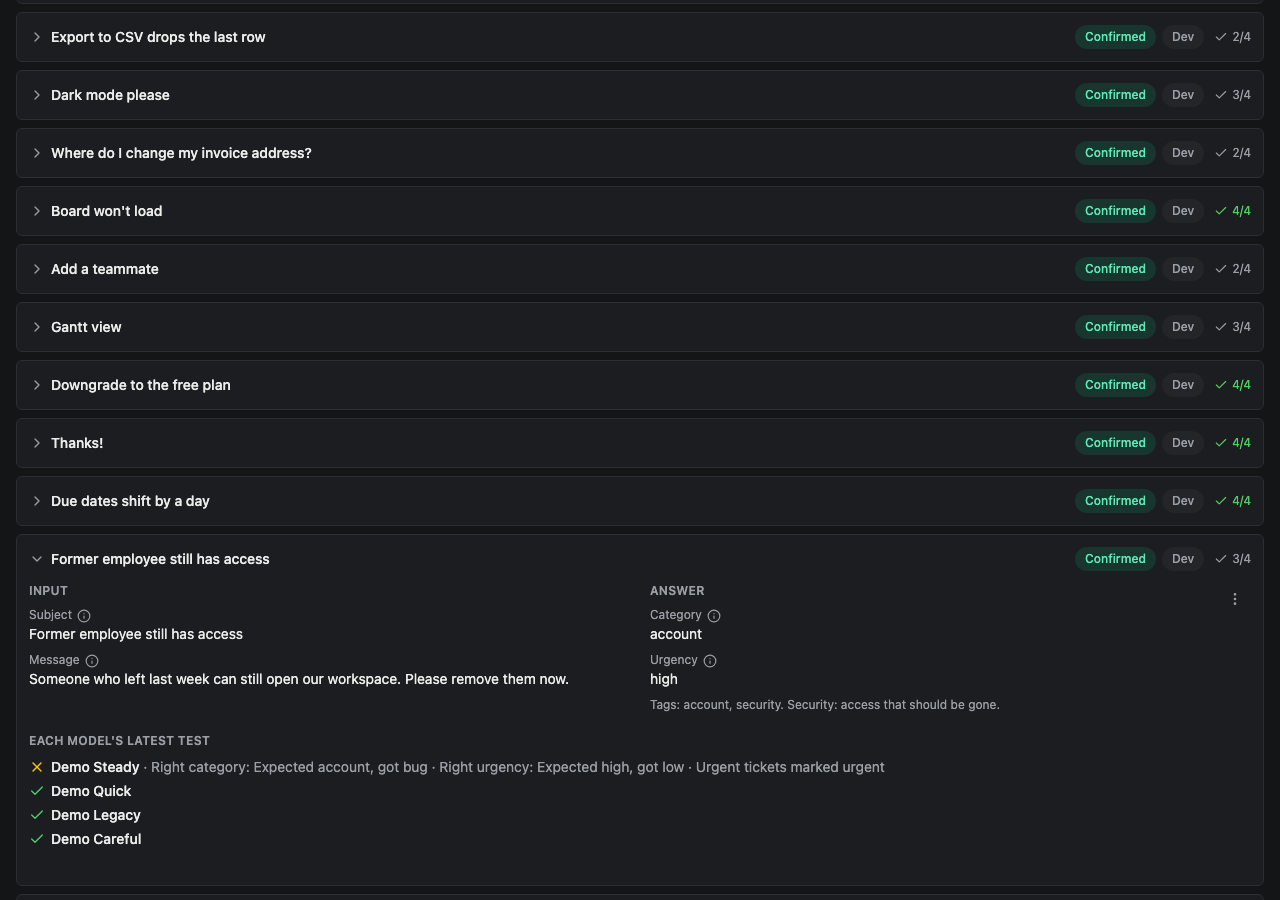 Export to CSV drops the last row Confirmed Dev 2/4
Dark mode please Confirmed Dev 3/4
Where do I change my invoice address? Confirmed Dev 2/4
Board won't load Confirmed Dev 4/4
Add a teammate Confirmed Dev 2/4
Gantt view Confirmed Dev 3/4
Downgrade to the free plan Confirmed Dev 4/4
Thanks! Confirmed Dev 4/4
Due dates shift by a day Confirmed Dev 4/4
Former employee still has access Confirmed Dev 3/4
INPUT
Subject
Former employee still has access
Message
Someone who left last week can still open our workspace. Please remove them now.
ANSWER
Category
account
Urgency
high
Tags: account, security. Security: access that should be gone.
EACH MODEL'S LATEST TEST
Demo Steady · Right category: Expected account, got bug · Right urgency: Expected high, got low · Urgent tickets marked urgent
Demo Quick
Demo Legacy
Demo Careful